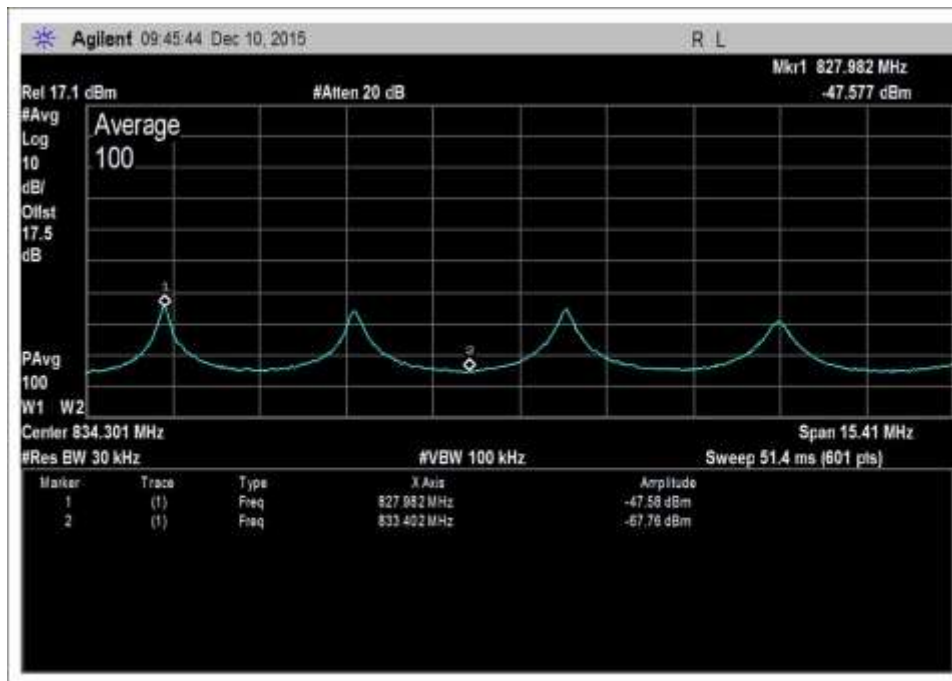 Agilent 09:45:44 Dec 10, 2015 R L
Mkr1 827.982 MHz
Ref 17.1 dBm #Atten 20 dB -47.577 dBm
#Avg
Log
10
dB/
Offst
17.5
dB
Average
100
1
2
PAvg
100
W1 W2
Center 834.301 MHz Span 15.41 MHz
#Res BW 30 kHz #VBW 100 kHz Sweep 51.4 ms (601 pts)
Marker Trace Type X Axis Amplitude
1 (1) Freq 827.982 MHz -47.58 dBm
2 (1) Freq 833.402 MHz -67.76 dBm